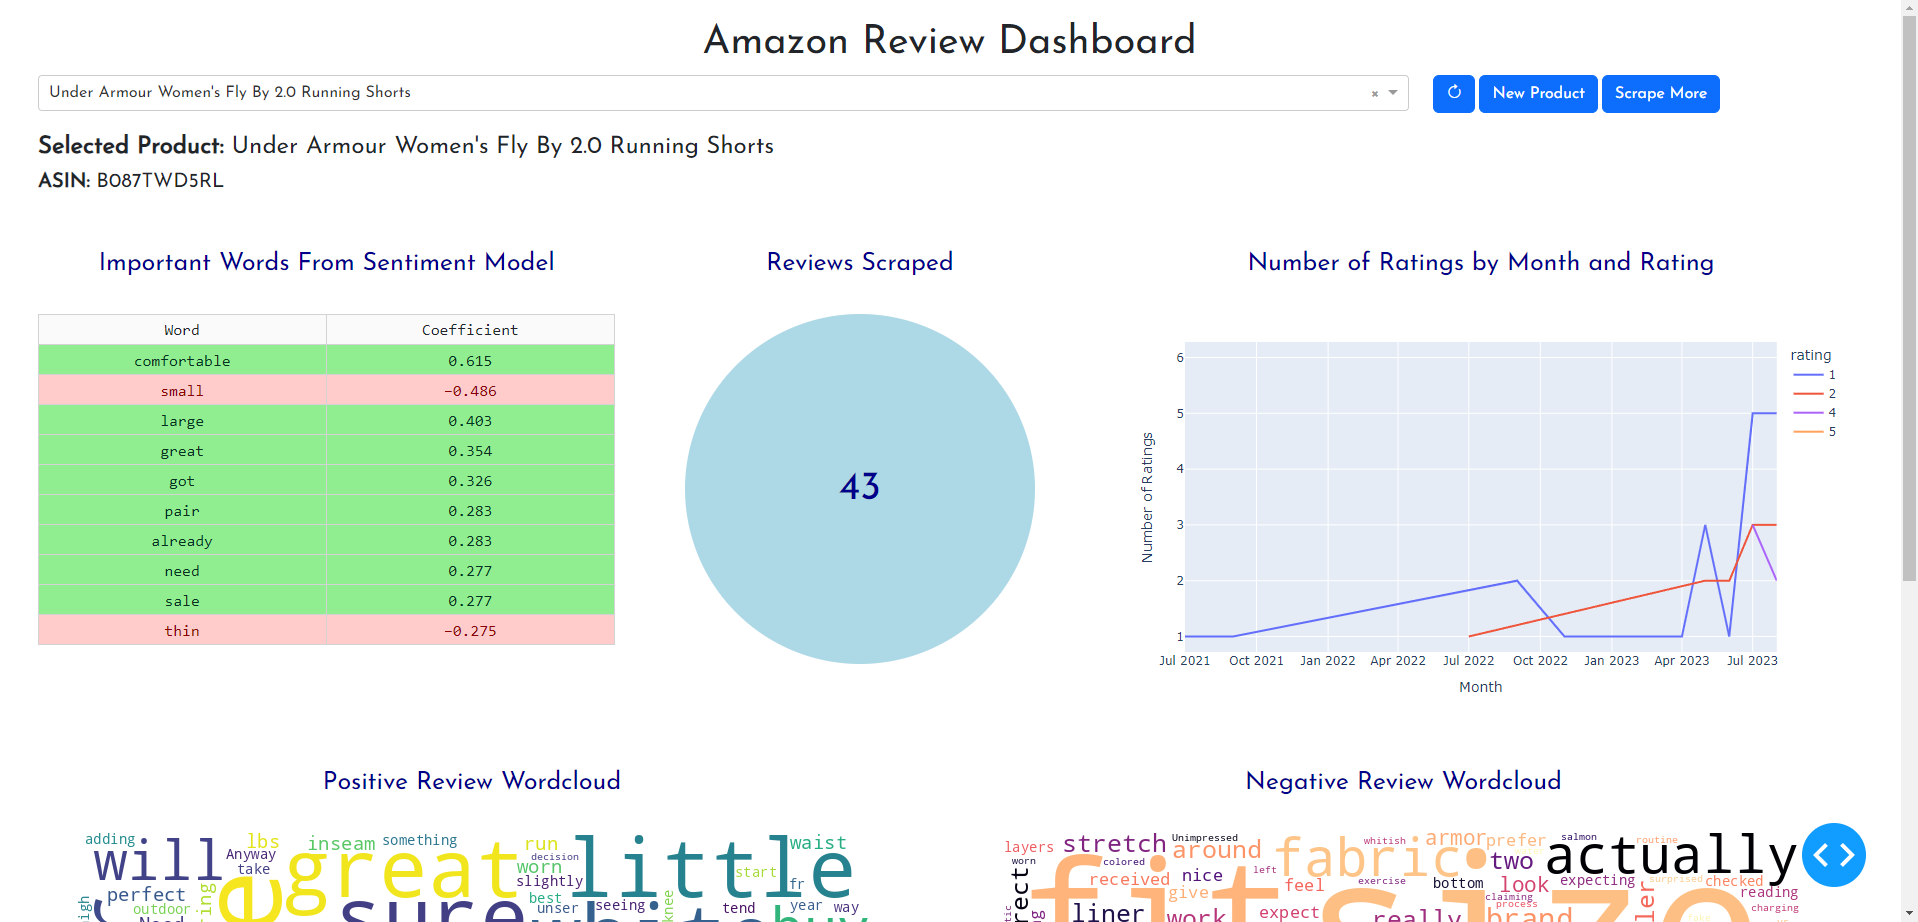 Amazon Review Dashboard
Under Armour Women's Fly By 2.0 Running Shorts × 
New Product
Scrape More
Selected Product: Under Armour Women's Fly By 2.0 Running Shorts
ASIN: B087TWD5RL
Important Words From Sentiment Model
Word Coefficient
comfortable 0.615
small -0.486
large 0.403
great 0.354
got 0.326
pair 0.283
already 0.283
need 0.277
sale 0.277
thin -0.275
Reviews Scraped
43
Number of Ratings by Month and Rating
6
5
4
3
2
1
Number of Ratings
Jul 2021 Oct 2021 Jan 2022 Apr 2022 Jul 2022 Oct 2022 Jan 2023 Apr 2023 Jul 2023
Month
rating
1
2
4
5
Positive Review Wordcloud
adding
will
lbs
Anyway
take
great
inseam
something
run
decision
worn
slightly
little
waist
start
fr
perfect
outdoor
ring
sure
best
unser
seeing
knee
tend
year
way
buy
Negative Review Wordcloud
layers
worn
stretch
colored
Unimpressed
around
received
nice
give
left
feel
fabric
whitish
armor
prefer
salmon
routine
two
actually
exercise
bottom
look
expecting
surprised
checked
reading
claiming
process
charging
liner
work
expect
really
brand